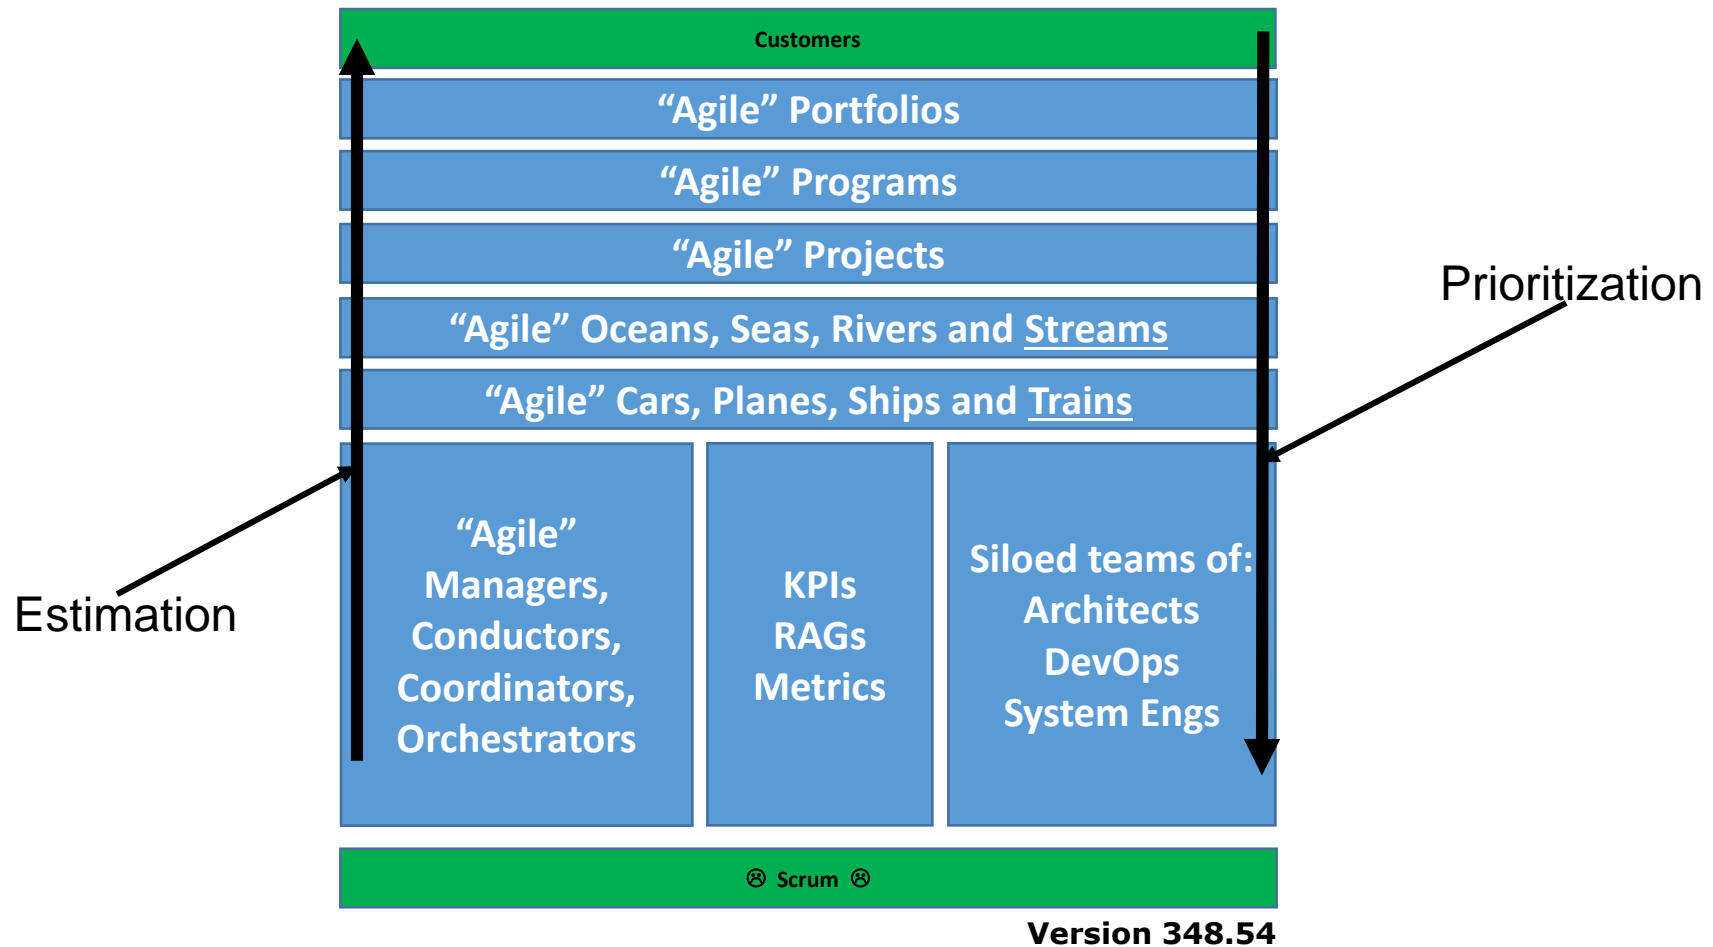 Customers
“Agile” Portfolios
“Agile” Programs
“Agile” Projects
“Agile” Oceans, Seas, Rivers and Streams
“Agile” Cars, Planes, Ships and Trains
Prioritization
Estimation
“Agile”
Managers,
Conductors,
Coordinators,
Orchestrators
KPIs
RAGs
Metrics
Siloed teams of:
Architects
DevOps
System Engs
☹ Scrum ☹
Version 348.54